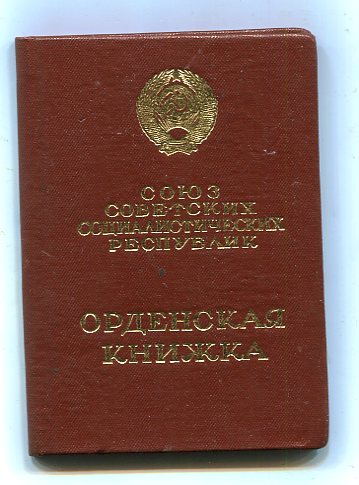 СОЮЗ
СОВЕТСКИХ
СОЦИАЛИСТИЧЕСКИХ
РЕСПУБЛИК
ОРДЕНСКАЯ
КНИЖКА